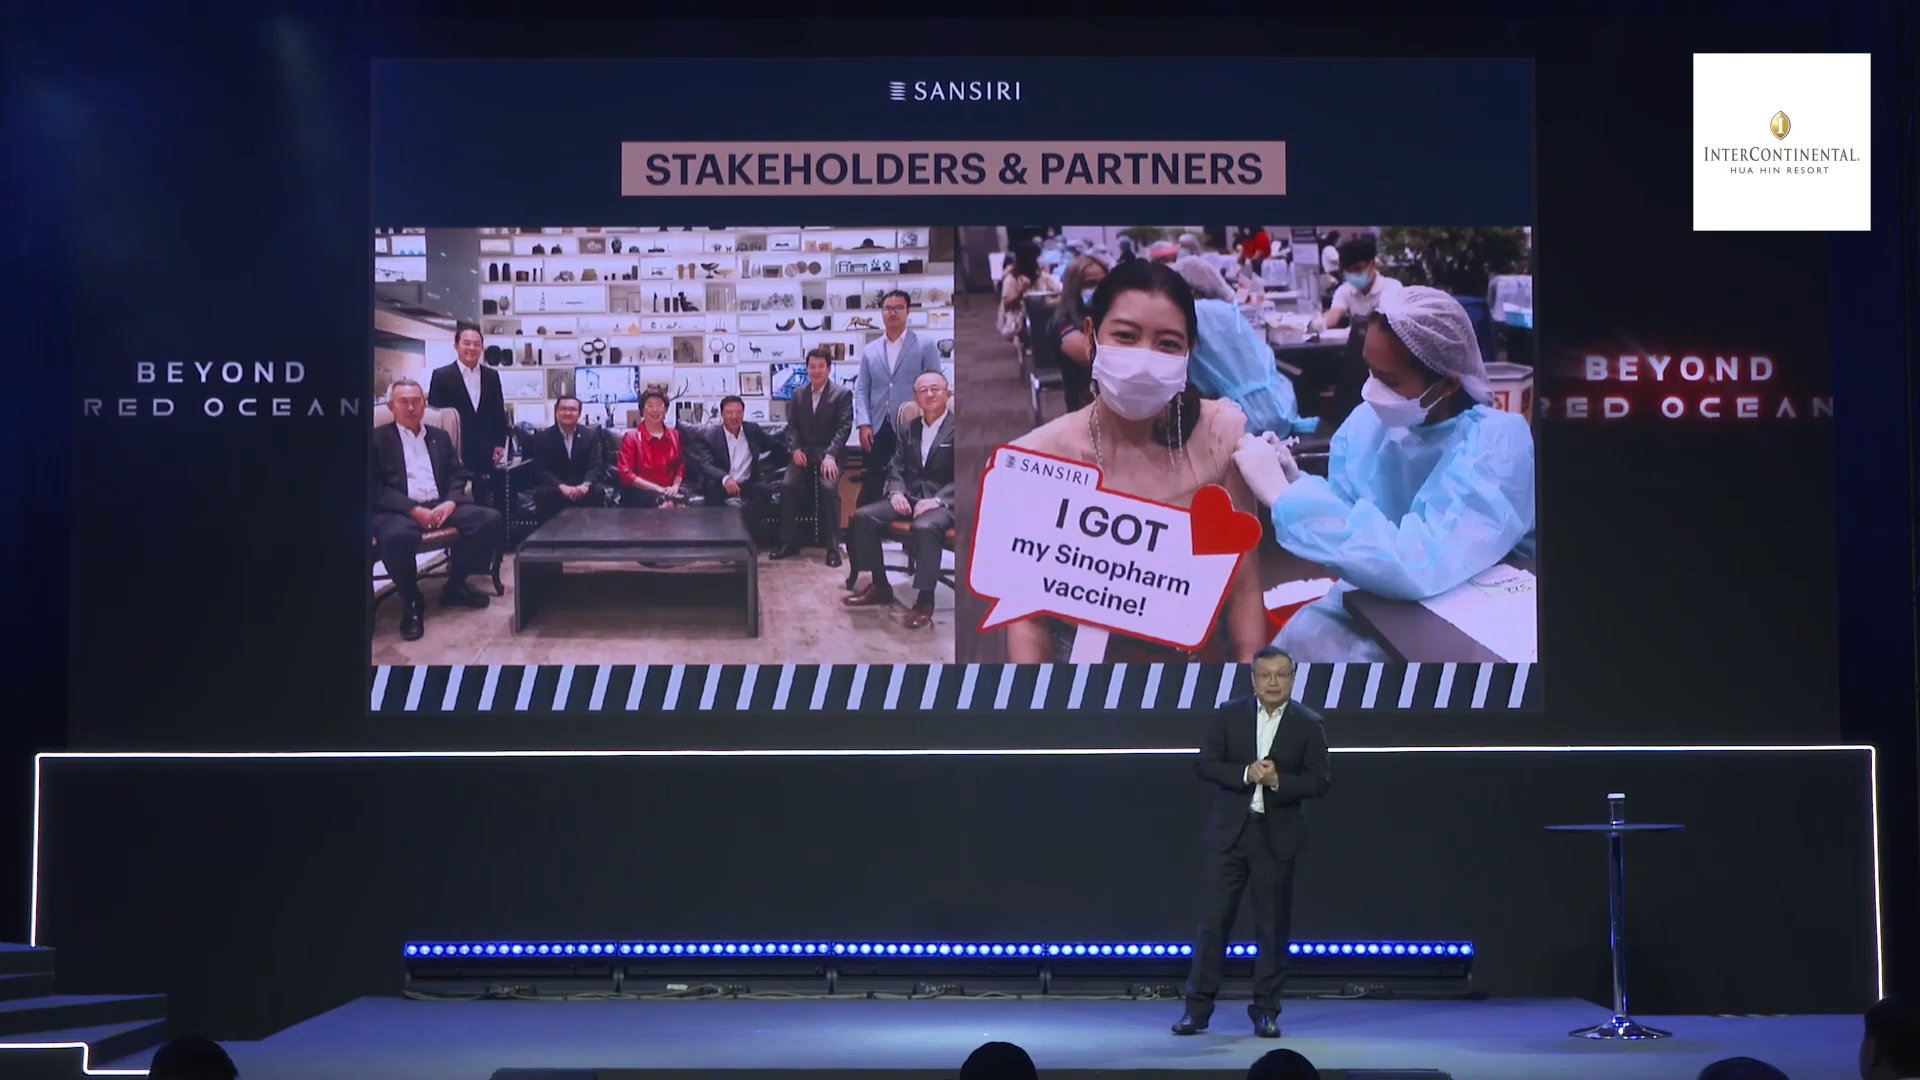 SANSIRI
STAKEHOLDERS & PARTNERS
INTERCONTINENTAL®
HUA HIN RESORT
BEYOND
RED OCEAN
BEYOND
RED OCEAN
SANSIRI
I GOT
my Sinopharm
vaccine!